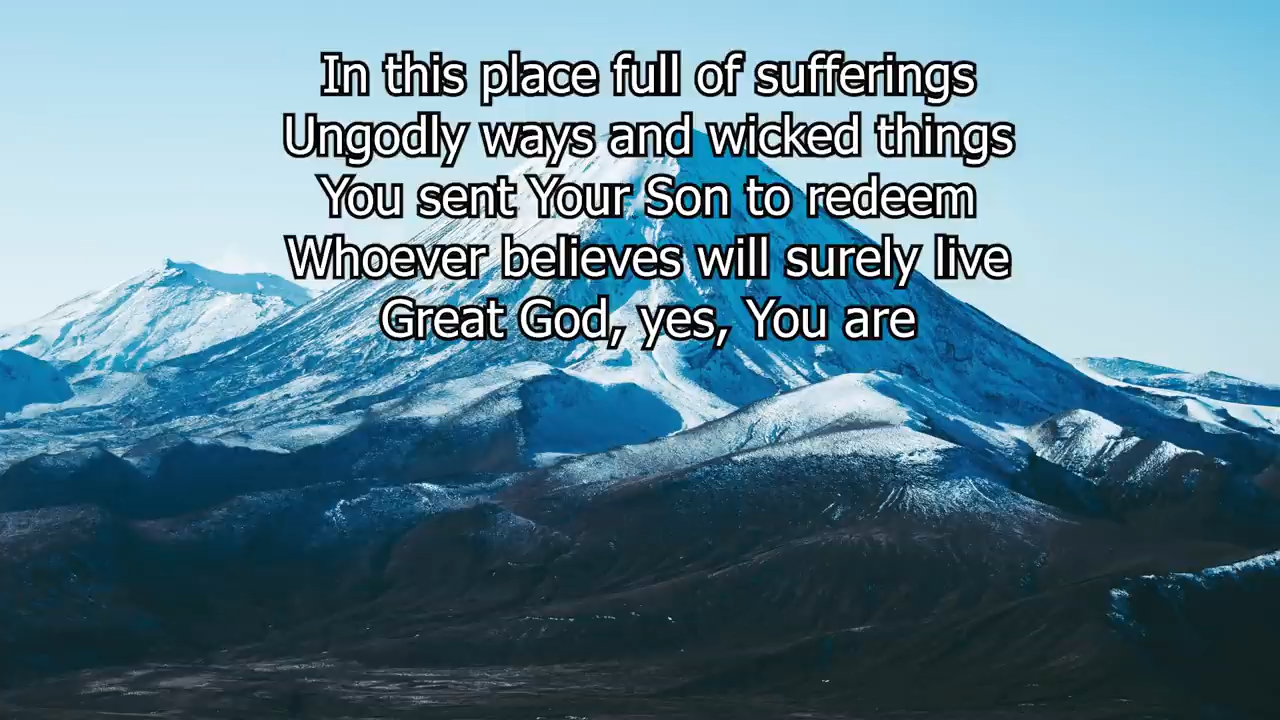 In this place full of sufferings
Ungodly ways and wicked things
You sent Your Son to redeem
Whoever believes will surely live
Great God, yes, You are